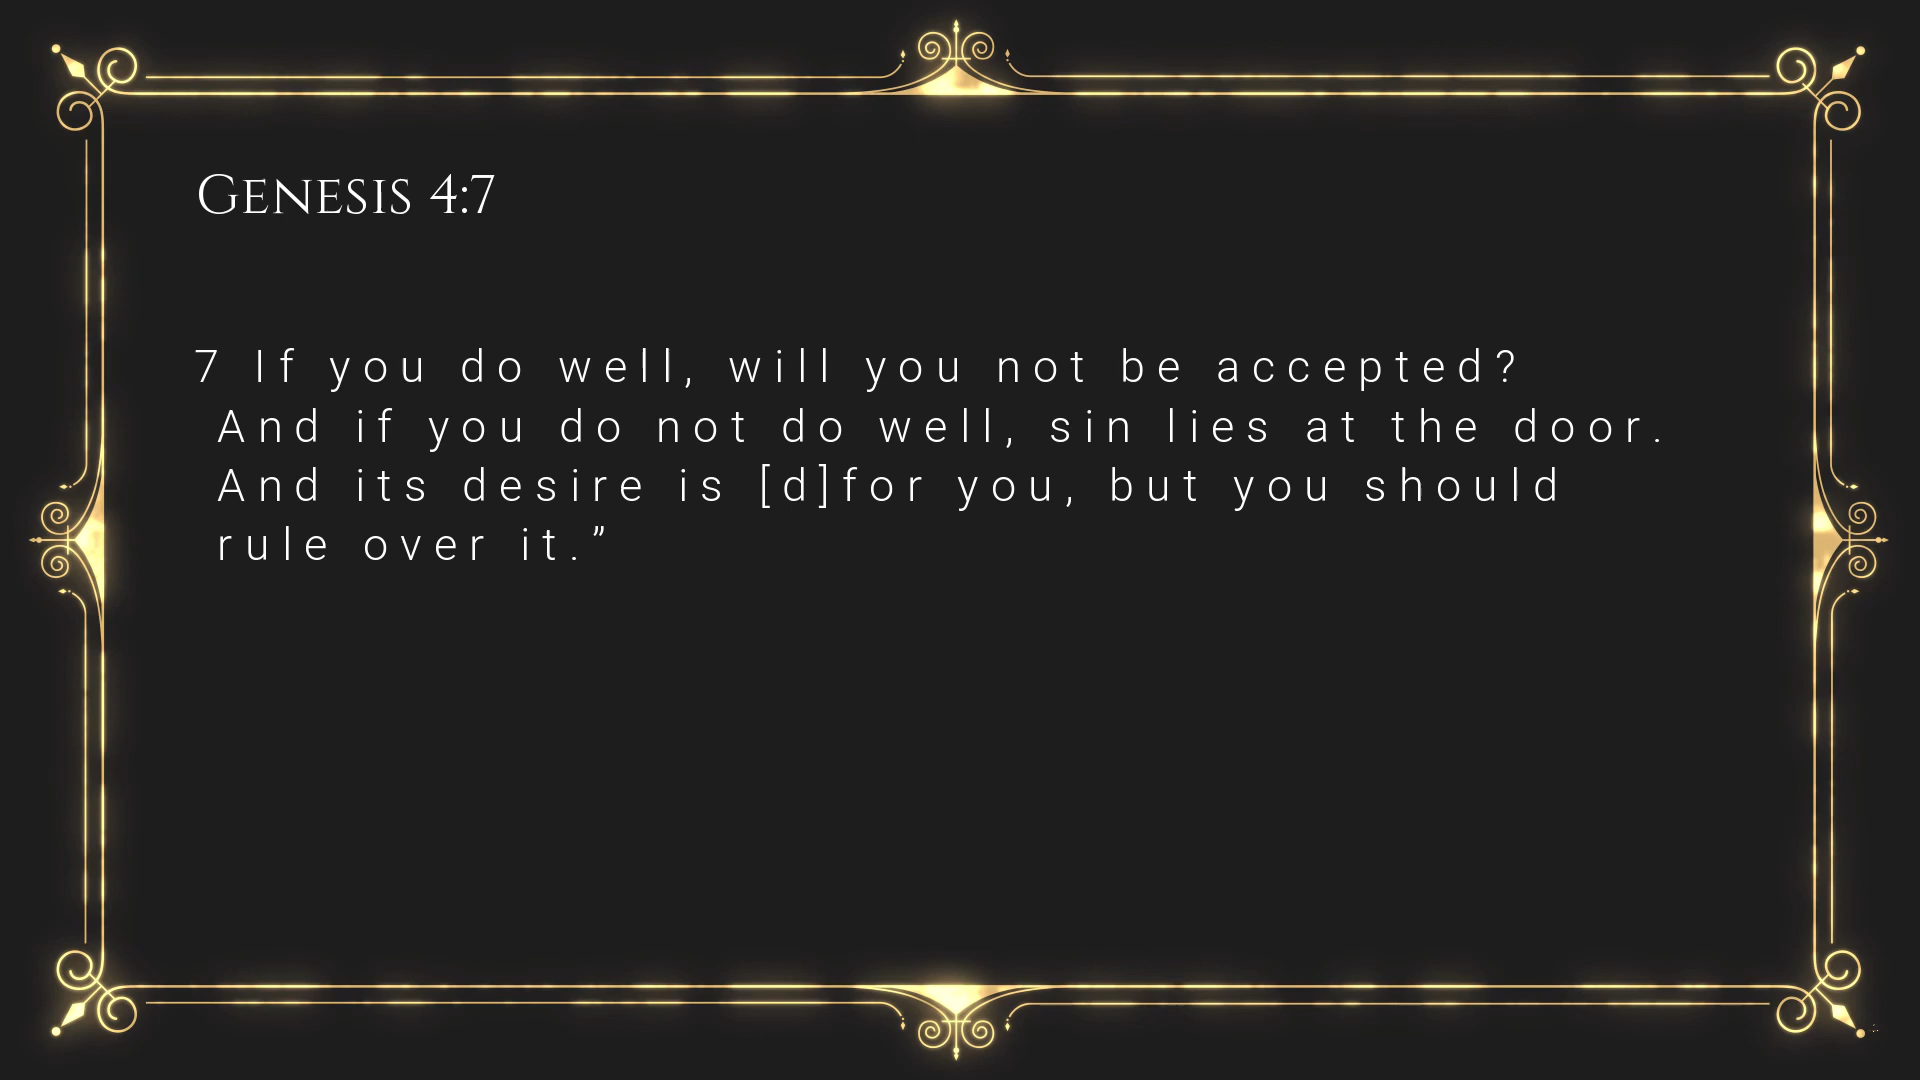 Genesis 4:7
7 If you do well, will you not be accepted?
And if you do not do well, sin lies at the door.
And its desire is [d]for you, but you should
rule over it.”